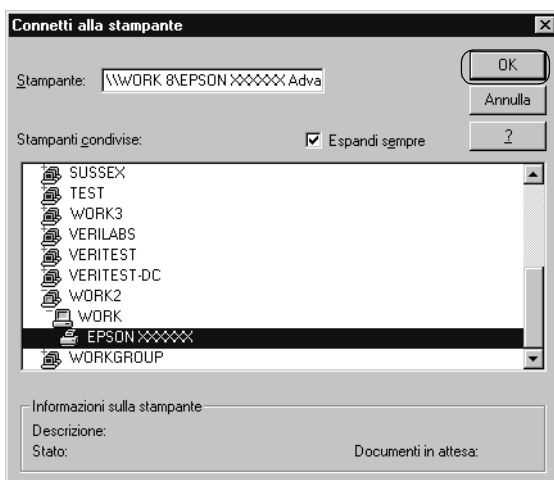 Connetti alla stampante
Stampante: \\WORK 8\EPSON XXXXXX Adva
OK
Annulla
Stampanti condivise:
Espandi sempre
?
SUSSEX
TEST
WORK3
VERILABS
VERITEST
VERITEST-DC
WORK2
WORK
EPSON XXXXXX
WORKGROUP
Informazioni sulla stampante
Descrizione:
Stato:
Documenti in attesa: